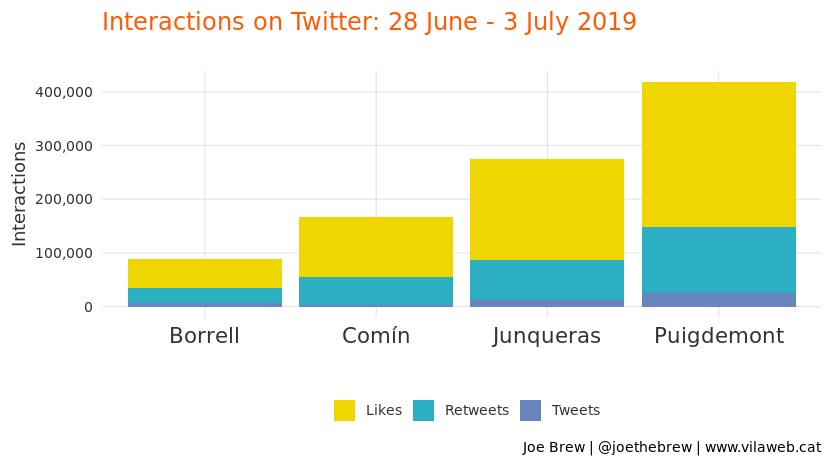 Interactions on Twitter: 28 June - 3 July 2019
Interactions
400,000
300,000
200,000
100,000
0
Borrell Comín Junqueras Puigdemont
Likes Retweets Tweets
Joe Brew | @joethebrew | www.vilaweb.cat